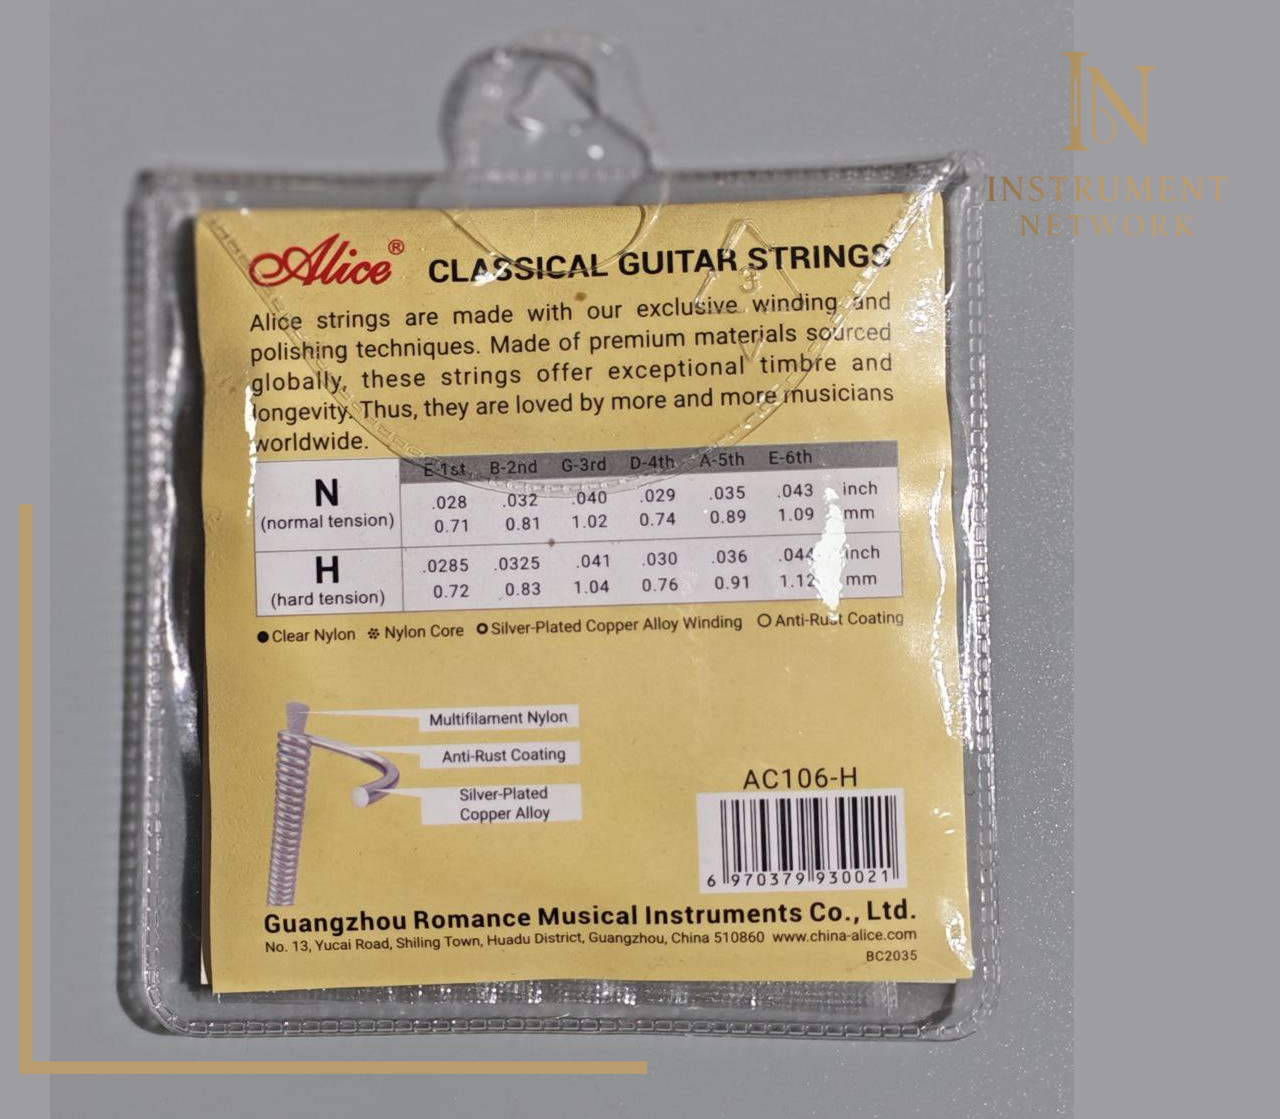 IN
INSTRUMENT
NETWORK
Alice® CLASSICAL GUITAR STRINGS
Alice strings are made with our exclusive winding and
polishing techniques. Made of premium materials sourced
globally, these strings offer exceptional timbre and
longevity. Thus, they are loved by more and more musicians
worldwide.
E-1st B-2nd G-3rd D-4th A-5th E-6th
N
(normal tension)
.028 .032 .040 .029 .035 .043 inch
0.71 0.81 1.02 0.74 0.89 1.09 mm
H
(hard tension)
.0285 .0325 .041 .030 .036 .044 inch
0.72 0.83 1.04 0.76 0.91 1.12 mm
Clear Nylon Nylon Core Silver-Plated Copper Alloy Winding Anti-Rust Coating
Multifilament Nylon
Anti-Rust Coating
Silver-Plated
Copper Alloy
AC106-H
6 970379 930021
Guangzhou Romance Musical Instruments Co., Ltd.
No. 13, Yucai Road, Shiling Town, Huadu District, Guangzhou, China 510860 www.china-alice.com
BC2035
3